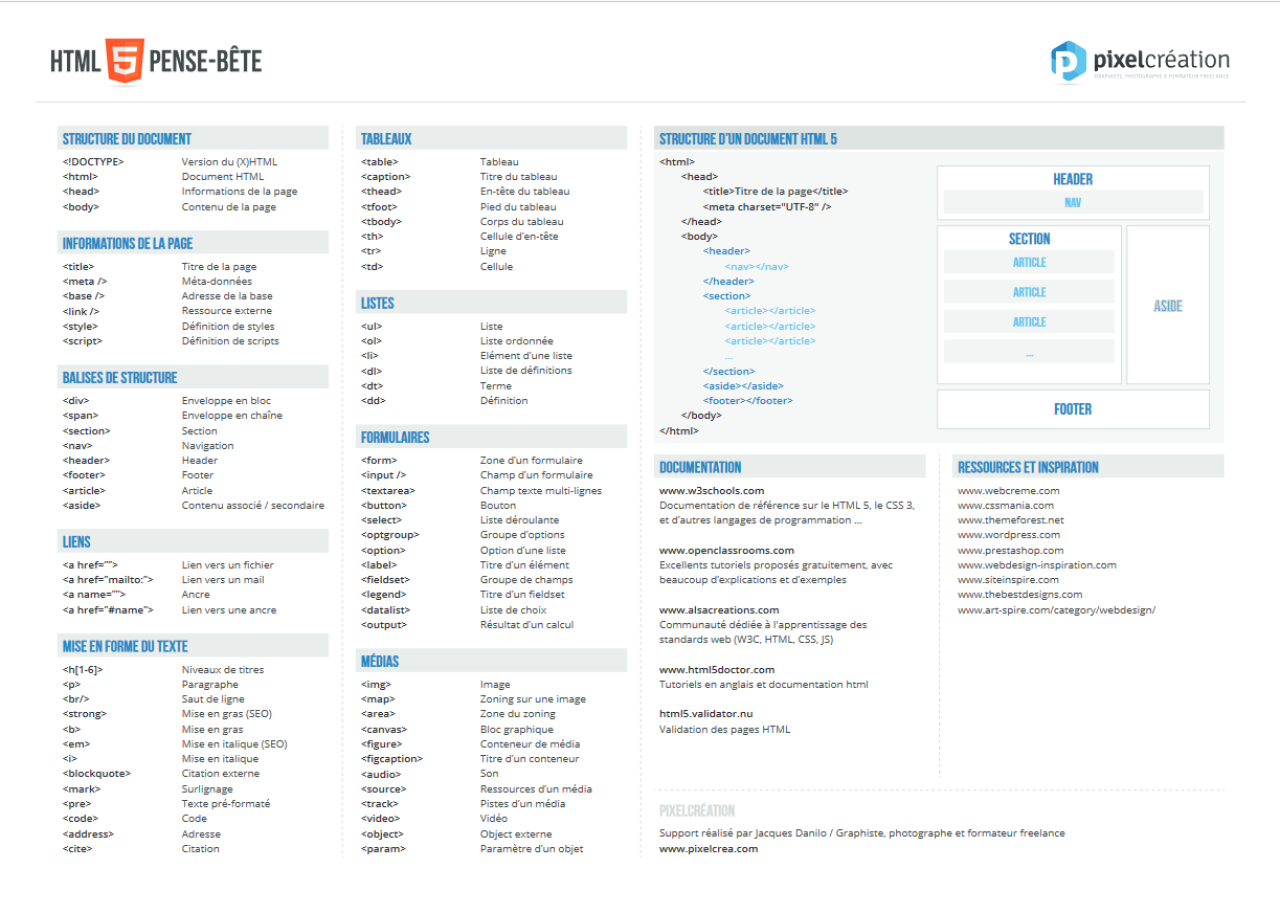 HTML 5 PENSE-BÊTE
pixelcréation
GRAPHISTE, PHOTOGRAPHE & FORMATEUR FREELANCE
STRUCTURE DU DOCUMENT
<!DOCTYPE> Version du (X)HTML
<html> Document HTML
<head> Informations de la page
<body> Contenu de la page
INFORMATIONS DE LA PAGE
<title> Titre de la page
<meta /> Méta-données
<base /> Adresse de la base
<link /> Ressource externe
<style> Définition de styles
<script> Définition de scripts
BALISES DE STRUCTURE
<div> Enveloppe en bloc
<span> Enveloppe en chaîne
<section> Section
<nav> Navigation
<header> Header
<footer> Footer
<article> Article
<aside> Contenu associé / secondaire
LIENS
<a href=""> Lien vers un fichier
<a href="mailto:"> Lien vers un mail
<a name=""> Ancre
<a href="#name"> Lien vers une ancre
MISE EN FORME DU TEXTE
<h[1-6]> Niveaux de titres
<p> Paragraphe
<br/> Saut de ligne
<strong> Mise en gras (SEO)
<b> Mise en gras
<em> Mise en italique (SEO)
<i> Mise en italique
<blockquote> Citation externe
<mark> Surlignage
<pre> Texte pré-formaté
<code> Code
<address> Adresse
<cite> Citation
TABLEAUX
<table> Tableau
<caption> Titre du tableau
<thead> En-tête du tableau
<tfoot> Pied du tableau
<tbody> Corps du tableau
<th> Cellule d'en-tête
<tr> Ligne
<td> Cellule
LISTES
<ul> Liste
<ol> Liste ordonnée
<li> Elément d'une liste
<dl> Liste de définitions
<dt> Terme
<dd> Définition
FORMULAIRES
<form> Zone d'un formulaire
<input /> Champ d'un formulaire
<textarea> Champ texte multi-lignes
<button> Bouton
<select> Liste déroulante
<optgroup> Groupe d'options
<option> Option d'une liste
<label> Titre d'un élément
<fieldset> Groupe de champs
<legend> Titre d'un fieldset
<datalist> Liste de choix
<output> Résultat d'un calcul
MÉDIAS
<img> Image
<map> Zoning sur une image
<area> Zone du zoning
<canvas> Bloc graphique
<figure> Conteneur de média
<figcaption> Titre d'un conteneur
<audio> Son
<source> Ressources d'un média
<track> Pistes d'un média
<video> Vidéo
<object> Object externe
<param> Paramètre d'un objet
STRUCTURE D'UN DOCUMENT HTML 5
<html>
<head>
<title>Titre de la page</title>
<meta charset="UTF-8" />
</head>
<body>
<header>
<nav></nav>
</header>
<section>
<article></article>
<article></article>
<article></article>
...
</section>
<aside></aside>
<footer></footer>
</body>
</html>
HEADER
NAV
SECTION
ARTICLE
ARTICLE
ARTICLE
...
ASIDE
FOOTER
DOCUMENTATION
www.w3schools.com
Documentation de référence sur le HTML 5, le CSS 3,
et d'autres langages de programmation ...
www.openclassrooms.com
Excellents tutoriels proposés gratuitement, avec
beaucoup d'explications et d'exemples
www.alsacreations.com
Communauté dédiée à l'apprentissage des
standards web (W3C, HTML, CSS, JS)
www.html5doctor.com
Tutoriels en anglais et documentation html
html5.validator.nu
Validation des pages HTML
RESSOURCES ET INSPIRATION
www.webcreme.com
www.cssmania.com
www.themeforest.net
www.wordpress.com
www.prestashop.com
www.webdesign-inspiration.com
www.siteinspire.com
www.thebestdesigns.com
www.art-spire.com/category/webdesign/
PIXELCRÉATION
Support réalisé par Jacques Danilo / Graphiste, photographe et formateur freelance
www.pixelcrea.com